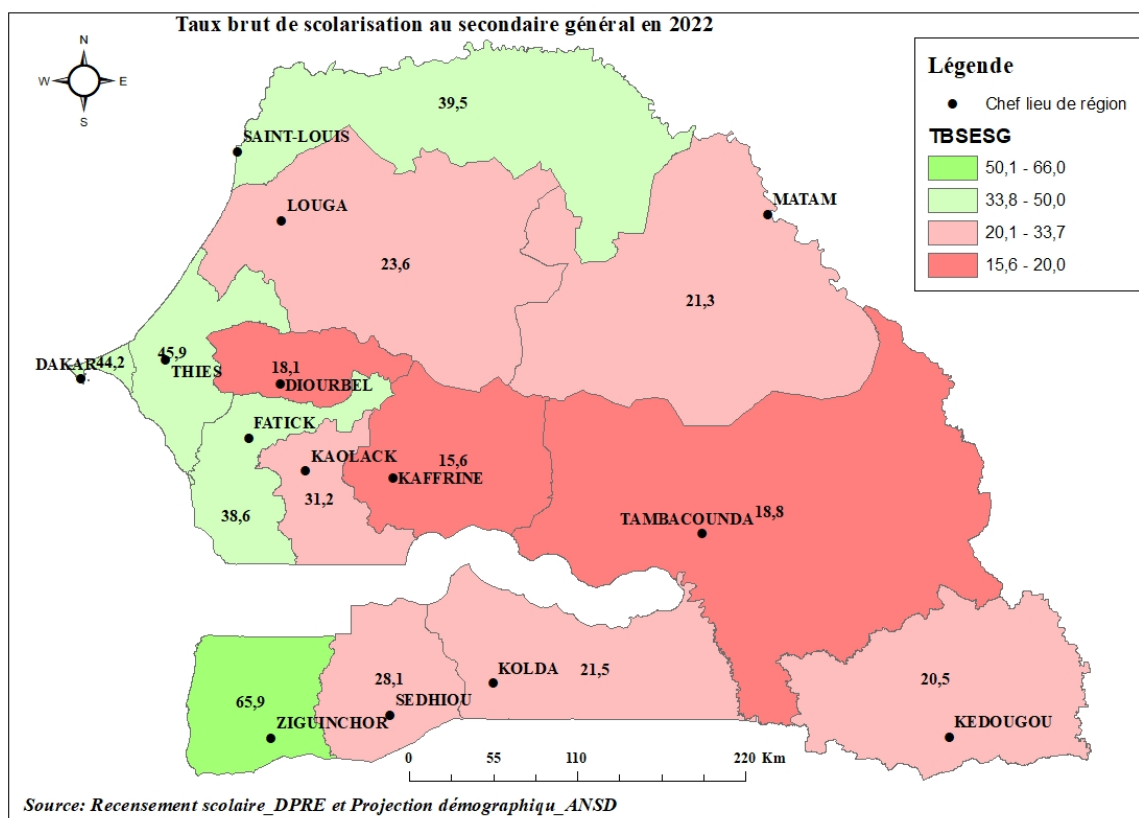 Taux brut de scolarisation au secondaire général en 2022
N
W
E
S
Légende
Chef lieu de région
TBSESG
50,1 - 66,0
33,8 - 50,0
20,1 - 33,7
15,6 - 20,0
39,5
SAINT-LOUIS
MATAM
LOUGA
23,6
21,3
DAKAR
44,2
45,9
THIES
18,1
DIOURBEL
FATICK
KAOLACK
15,6
KAFFRINE
31,2
38,6
TAMBACOUNDA
18,8
KOLDA
21,5
28,1
SEDHIOU
20,5
65,9
ZIGUINCHOR
KEDOUGOU
0 55 110 220 Km
Source: Recensement scolaire_DPRE et Projection démographiqu_ANSD